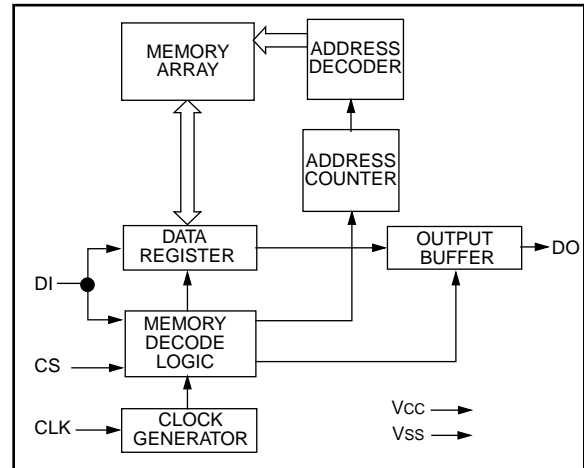 MEMORY
ARRAY
ADDRESS
DECODER
ADDRESS
COUNTER
DATA
REGISTER
OUTPUT
BUFFER
DO
DI
MEMORY
DECODE
LOGIC
CS
CLK
CLOCK
GENERATOR
VCC
VSS